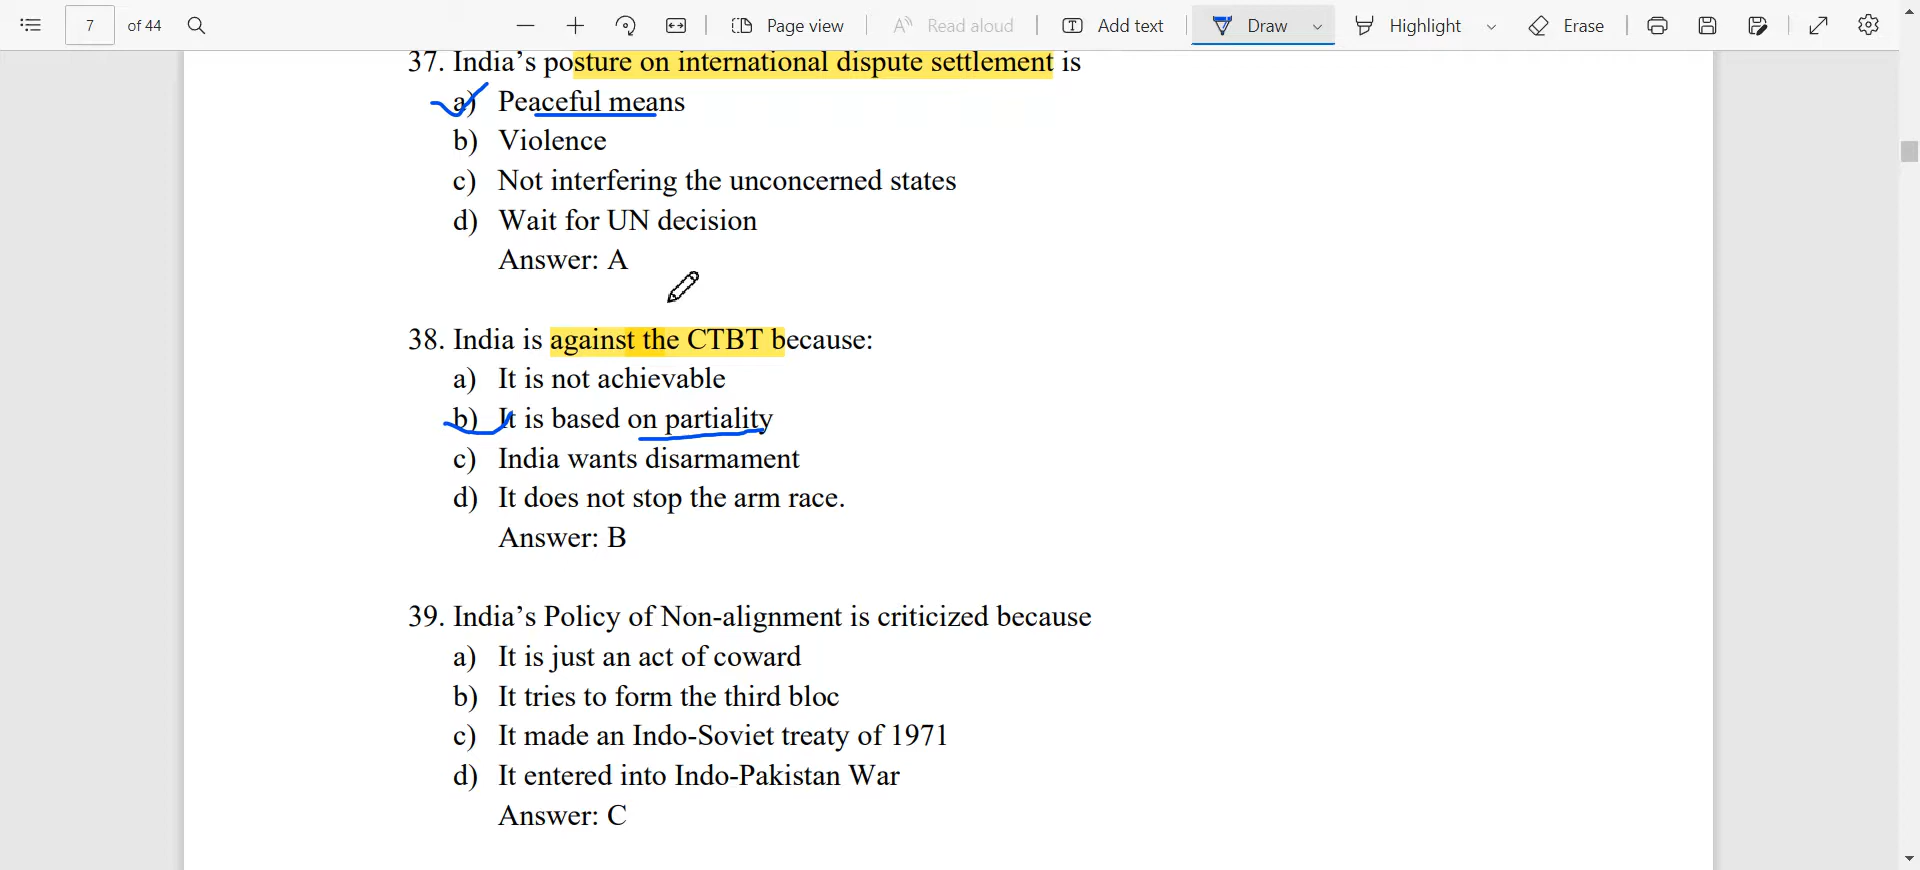 7 of 44 Page view Read aloud Add text Draw Highlight Erase
37. India's posture on international dispute settlement is
a) Peaceful means
b) Violence
c) Not interfering the unconcerned states
d) Wait for UN decision
Answer: A
38. India is against the CTBT because:
a) It is not achievable
b) It is based on partiality
c) India wants disarmament
d) It does not stop the arm race.
Answer: B
39. India's Policy of Non-alignment is criticized because
a) It is just an act of coward
b) It tries to form the third bloc
c) It made an Indo-Soviet treaty of 1971
d) It entered into Indo-Pakistan War
Answer: C